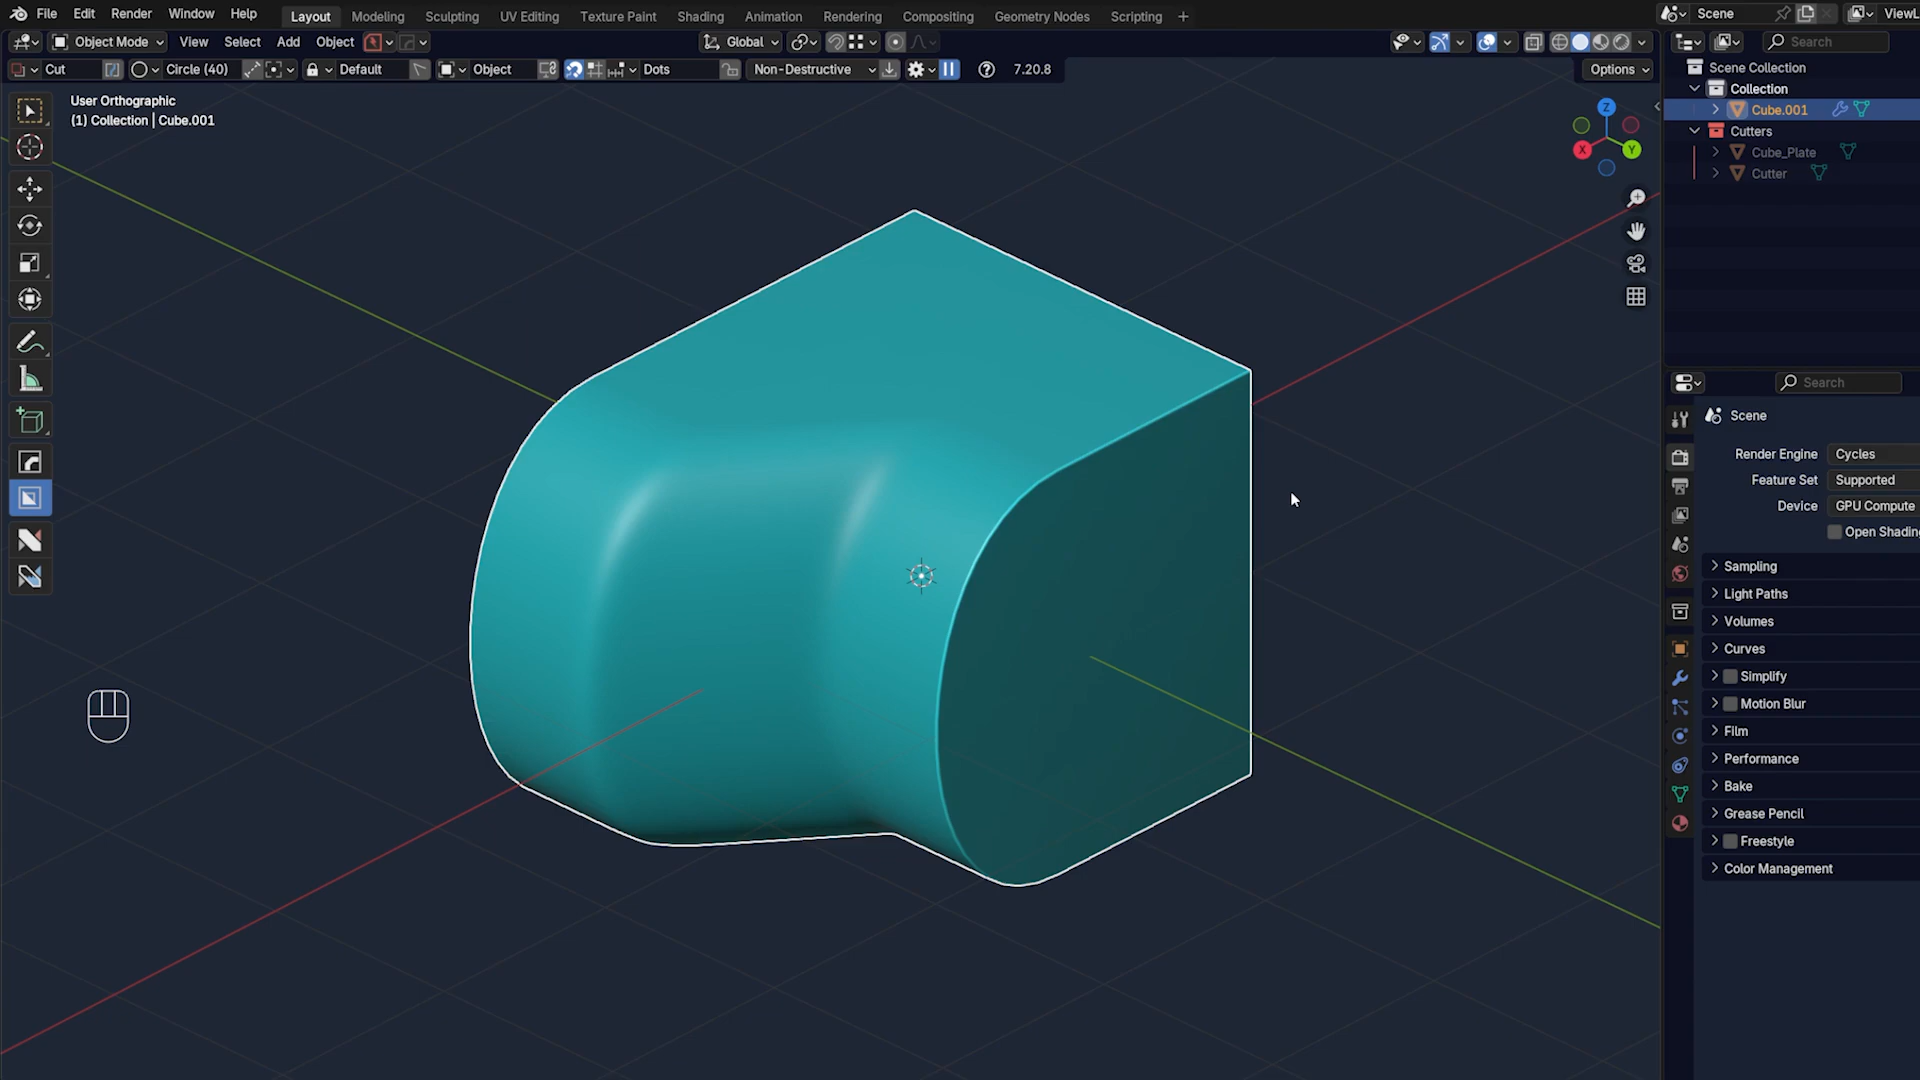 File Edit Render Window Help Layout Modeling Sculpting UV Editing Texture Paint Shading Animation Rendering Compositing Geometry Nodes Scripting + Scene ViewL
Object Mode View Select Add Object Global Search
Cut Circle (40) Default Object Dots Non-Destructive 7.20.8 Options
User Orthographic
(1) Collection | Cube.001
Z
X
Y
Scene Collection
Collection
Cube.001
Cutters
Cube_Plate
Cutter
Search
Scene
Render Engine Cycles
Feature Set Supported
Device GPU Compute
Open Shading
Sampling
Light Paths
Volumes
Curves
Simplify
Motion Blur
Film
Performance
Bake
Grease Pencil
Freestyle
Color Management